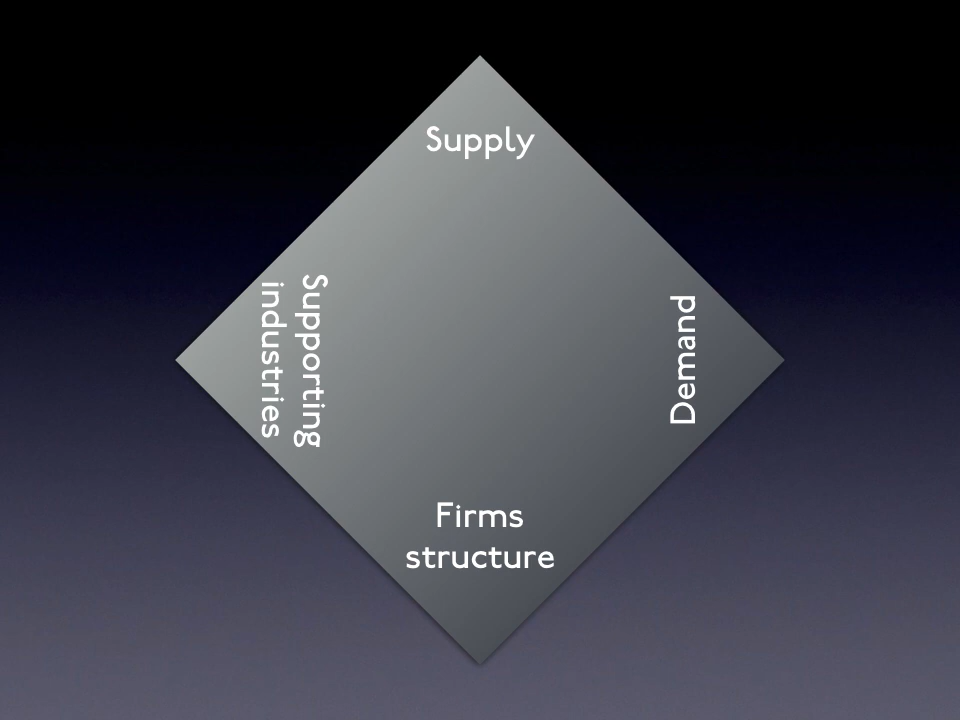 Supply
Supporting
industries
Demand
Firms
structure